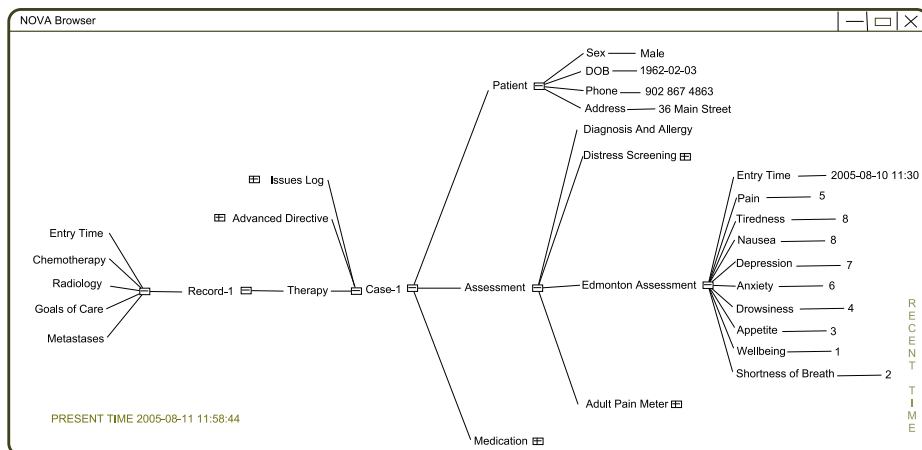 NOVA Browser
Sex
Male
DOB
1962-02-03
Patient
Phone
902 867 4863
Address
36 Main Street
Diagnosis And Allergy
Distress Screening
Issues Log
Advanced Directive
Entry Time
Chemotherapy
Radiology
Goals of Care
Metastases
Record-1
Therapy
Case-1
Assessment
Edmonton Assessment
Entry Time
2005-08-10 11:30
Pain
5
Tiredness
8
Nausea
8
Depression
7
Anxiety
6
Drowsiness
4
Appetite
3
Wellbeing
1
Shortness of Breath
2
Adult Pain Meter
Medication
PRESENT TIME 2005-08-11 11:58:44
RECENT TIME